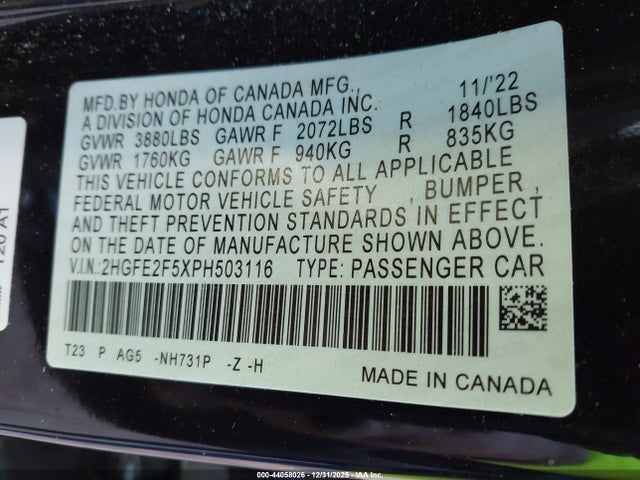 MFD.BY HONDA OF CANADA MFG., 11/'22
A DIVISION OF HONDA CANADA INC.
GVWR 3880LBS GAWR F 2072LBS R 1840LBS
GVWR 1760KG GAWR F 940KG R 835KG
THIS VEHICLE CONFORMS TO ALL APPLICABLE
FEDERAL MOTOR VEHICLE SAFETY , BUMPER ,
AND THEFT PREVENTION STANDARDS IN EFFECT
ON THE DATE OF MANUFACTURE SHOWN ABOVE.
V.I.N.:2HGFE2F5XPH503116 TYPE: PASSENGER CAR
T23 P AG5 -NH731P -Z -H
MADE IN CANADA
120 A1
000-44058026 - 12/31/2025 - IAA Inc.